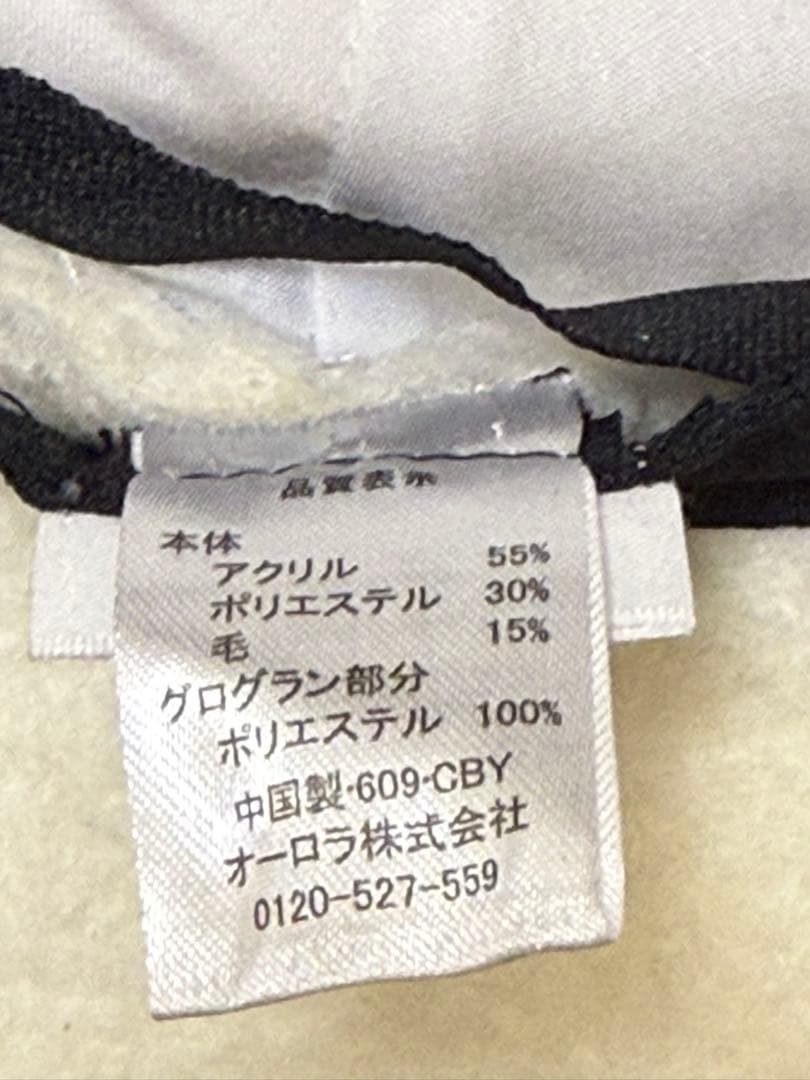 品質表示
本体
アクリル 55%
ポリエステル 30%
毛 15%
グログラン部分
ポリエステル 100%
中国製・609・CBY
オーロラ株式会社
0120-527-559